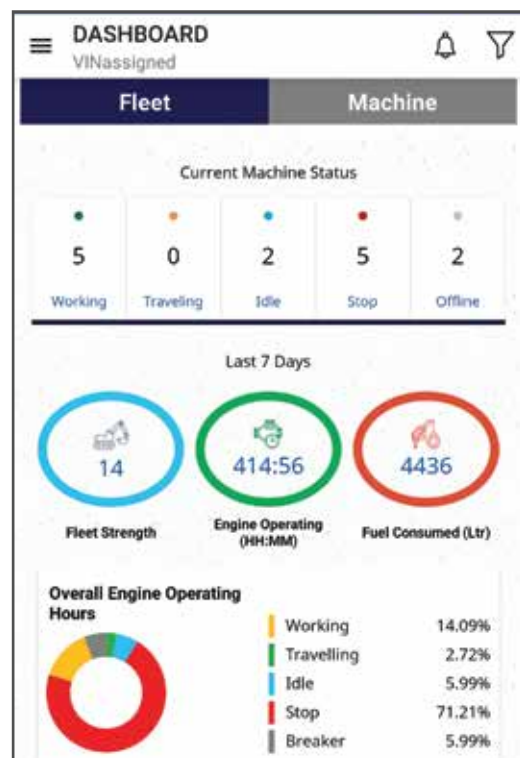 DASHBOARD
VINassigned
Fleet Machine
Current Machine Status
5 0 2 5 2
Working Traveling Idle Stop Offline
Last 7 Days
14 414:56 4436
Fleet Strength Engine Operating (HH:MM) Fuel Consumed (Ltr)
Overall Engine Operating
Hours
Working 14.09%
Travelling 2.72%
Idle 5.99%
Stop 71.21%
Breaker 5.99%